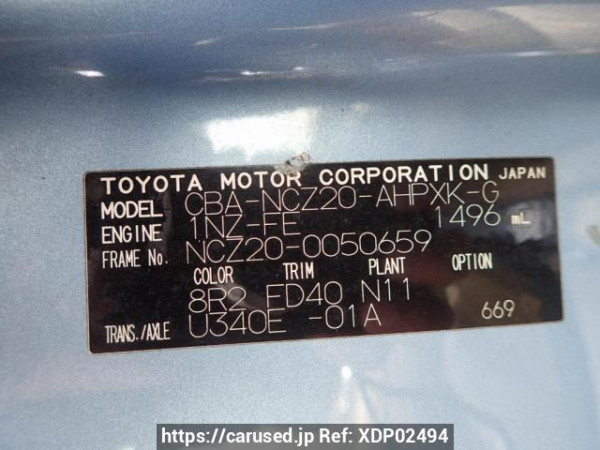 TOYOTA MOTOR CORPORATION JAPAN
MODEL CBA-NCZ20-AHPXK-G
ENGINE 1NZ-FE 1496 mL
FRAME No. NCZ20-0050659
COLOR TRIM PLANT OPTION
8R2 FD40 N11
TRANS./AXLE U340E -01A 669
https://carused.jp Ref: XDP02494